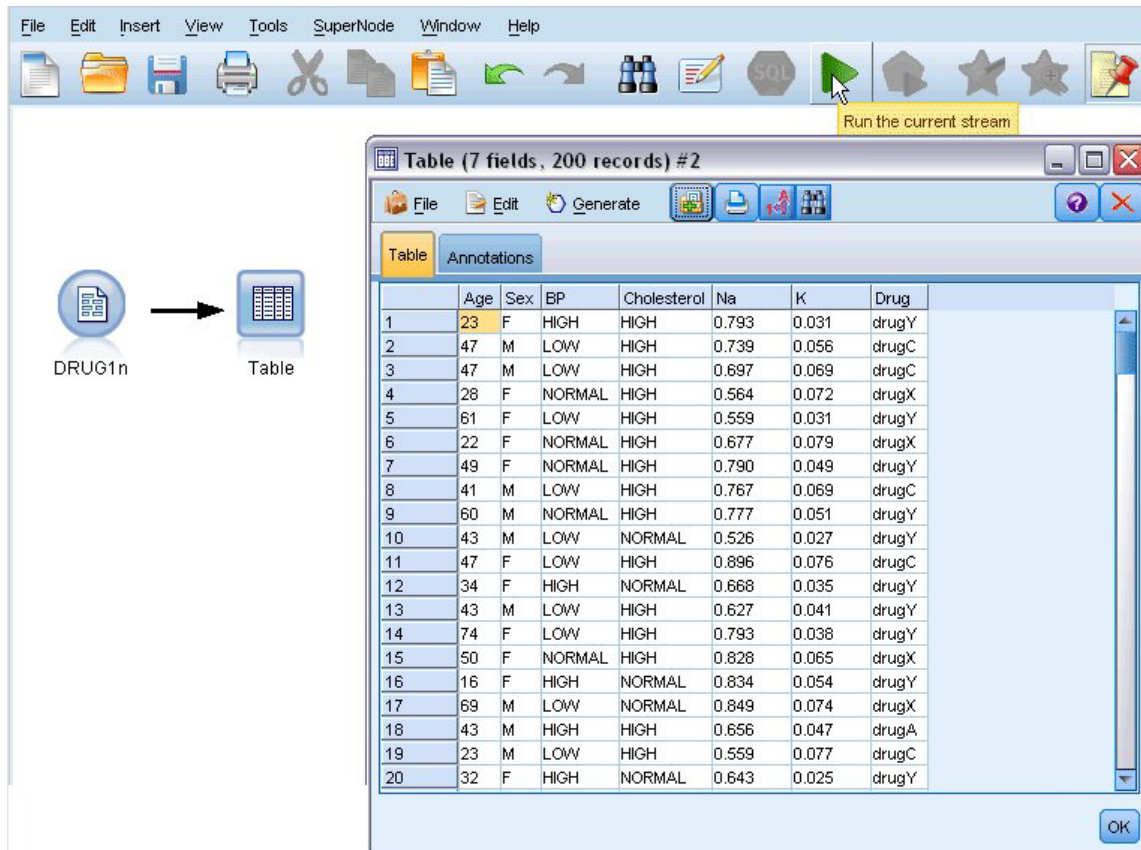 File Edit Insert View Tools SuperNode Window Help
SQL
Run the current stream
Table (7 fields, 200 records) #2
File Edit Generate
Table Annotations
Age Sex BP Cholesterol Na K Drug
1 23 F HIGH HIGH 0.793 0.031 drugY
2 47 M LOW HIGH 0.739 0.056 drugC
3 47 M LOW HIGH 0.697 0.069 drugC
4 28 F NORMAL HIGH 0.564 0.072 drugX
5 61 F LOW HIGH 0.559 0.031 drugY
6 22 F NORMAL HIGH 0.677 0.079 drugX
7 49 F NORMAL HIGH 0.790 0.049 drugY
8 41 M LOW HIGH 0.767 0.069 drugC
9 60 M NORMAL HIGH 0.777 0.051 drugY
10 43 M LOW NORMAL 0.526 0.027 drugY
11 47 F LOW HIGH 0.896 0.076 drugC
12 34 F HIGH NORMAL 0.668 0.035 drugY
13 43 M LOW HIGH 0.627 0.041 drugY
14 74 F LOW HIGH 0.793 0.038 drugY
15 50 F NORMAL HIGH 0.828 0.065 drugX
16 16 F HIGH NORMAL 0.834 0.054 drugY
17 69 M LOW NORMAL 0.849 0.074 drugX
18 43 M HIGH HIGH 0.656 0.047 drugA
19 23 M LOW HIGH 0.559 0.077 drugC
20 32 F HIGH NORMAL 0.643 0.025 drugY
DRUG1n Table
OK